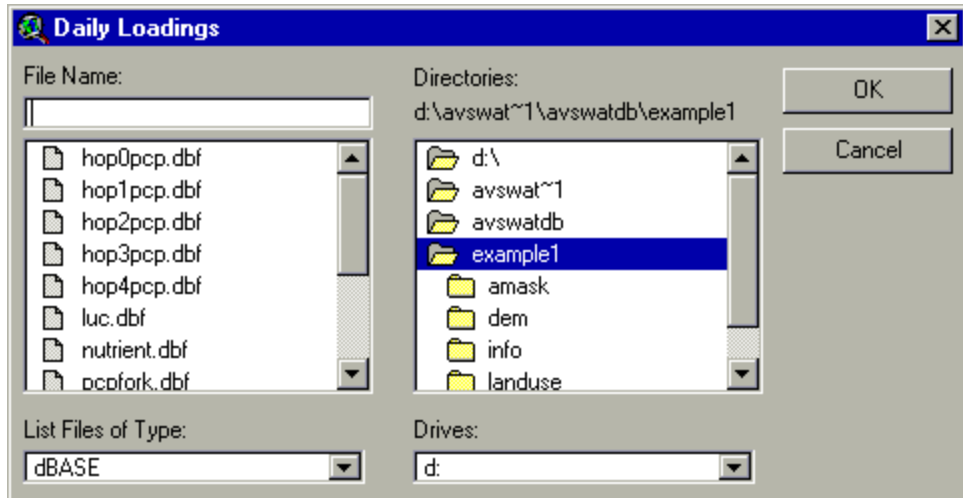 Daily Loadings
File Name:
Directories:
d:\avswat~1\avswatdb\example1
OK
Cancel
hop0pcp.dbf
hop1pcp.dbf
hop2pcp.dbf
hop3pcp.dbf
hop4pcp.dbf
luc.dbf
nutrient.dbf
pcpfork.dbf
d:\
avswat~1
avswatdb
example1
amask
dem
info
landuse
List Files of Type:
dBASE
Drives:
d: